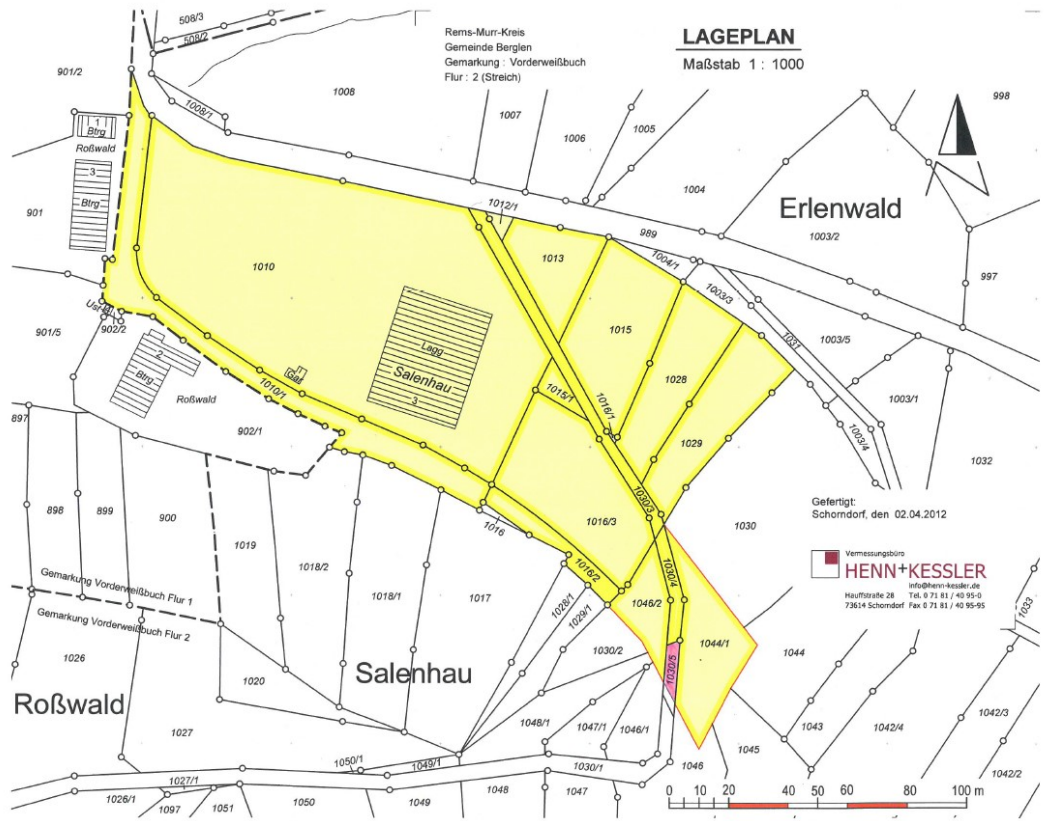 LAGEPLAN
Maßstab 1 : 1000
Rems-Murr-Kreis
Gemeinde Berglen
Gemarkung : Vorderweißbuch
Flur : 2 (Streich)
508/3
508/2
901/2
1008
1008/1
1007
1006
1005
998
1
Btrg
Roßwald
3
Btrg
901
1004
Erlenwald
1003/2
1012/1
989
1013
1004/1
1003/3
997
1010
Ust
902/2
901/5
2
Btrg
Roßwald
902/1
1010/1
Gas
Lagg
Salenhau
3
1015
1015/1
1016/1
1028
1029
1031
1003/5
1003/1
1003/4
1032
897
898
899
900
1019
1018/2
1018/1
1017
1016
1016/3
1016/2
1030/3
1030
Gefertigt:
Schorndorf, den 02.04.2012
Vermessungsbüro
HENN+KESSLER
info@henn-kessler.de
Hauffstraße 28 Tel. 0 71 81 / 40 95-0
73614 Schorndorf Fax 0 71 81 / 40 95-95
Gemarkung Vorderweißbuch Flur 1
Gemarkung Vorderweißbuch Flur 2
1030/4
1046/2
1028/1
1029/1
1030/2
1030/5
1044/1
1044
1033
1026
1020
Salenhau
Roßwald
1027
1048/1
1047/1
1046/1
1043
1042/4
1042/3
1042/2
1045
1046
1050/1
1049/1
1030/1
1027/1
1026/1
1097
1051
1050
1049
1048
1047
0 20 40 60 80 100 m